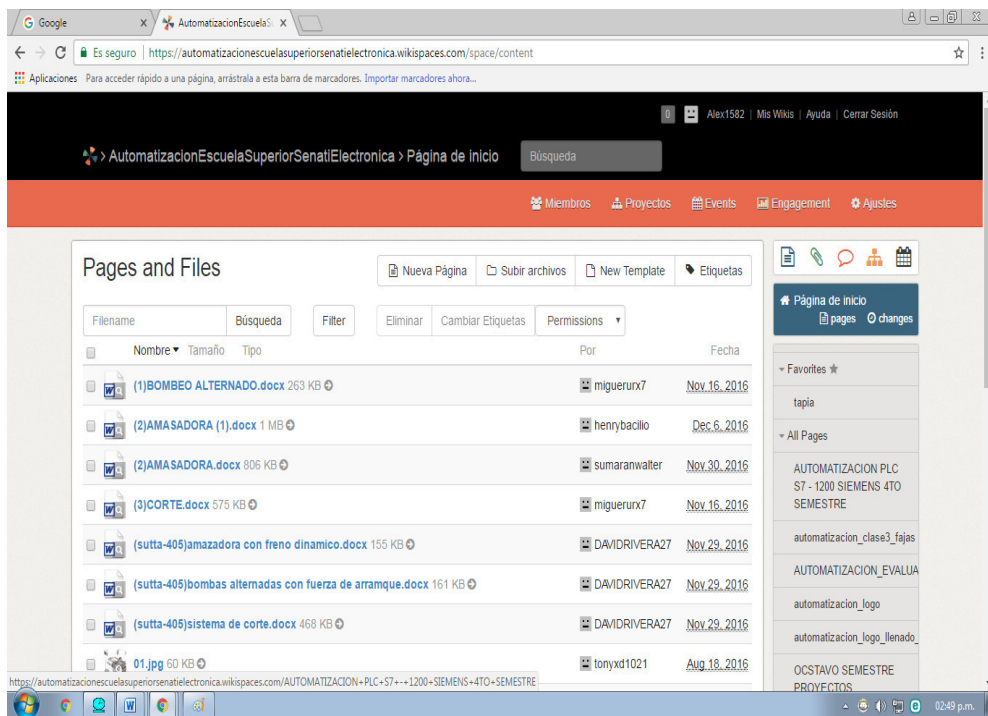 Google
AutomatizacionEscuelaS
Es seguro | https://automatizacionescuelasuperiorsenatielectronica.wikispaces.com/space/content
Aplicaciones Para acceder rápido a una página, arrástrala a esta barra de marcadores. Importar marcadores ahora...
0 Alex1582 | Mis Wikis | Ayuda | Cerrar Sesión
> AutomatizacionEscuelaSuperiorSenatiElectronica > Página de inicio Búsqueda
Miembros Proyectos Events Engagement Ajustes
Pages and Files
Nueva Página Subir archivos New Template Etiquetas
Filename Búsqueda Filter Eliminar Cambiar Etiquetas Permissions
Nombre Tamaño Tipo Por Fecha
(1)BOMBEO ALTERNADO.docx 263 KB miguerurx7 Nov 16, 2016
(2)AMASADORA (1).docx 1 MB henrybacilio Dec 6, 2016
(2)AMASADORA.docx 806 KB sumaranwalter Nov 30, 2016
(3)CORTE.docx 575 KB miguerurx7 Nov 16, 2016
(sutta-405)amazadora con freno dinamico.docx 155 KB DAVIDRIVERA27 Nov 29, 2016
(sutta-405)bombas alternadas con fuerza de arramque.docx 161 KB DAVIDRIVERA27 Nov 29, 2016
(sutta-405)sistema de corte.docx 468 KB DAVIDRIVERA27 Nov 29, 2016
01.jpg 60 KB tonyxd1021 Aug 18, 2016
Página de inicio
pages changes
Favorites
tapia
All Pages
AUTOMATIZACION PLC
S7 - 1200 SIEMENS 4TO
SEMESTRE
automatizacion_clase3_fajas
AUTOMATIZACION_EVALUA
automatizacion_logo
automatizacion_logo_llenado_
OCSTAVO SEMESTRE
PROYECTOS
https://automatizacionescuelasuperiorsenatielectronica.wikispaces.com/AUTOMATIZACION+PLC+S7+-+1200+SIEMENS+4TO+SEMESTRE
02:49 p.m.